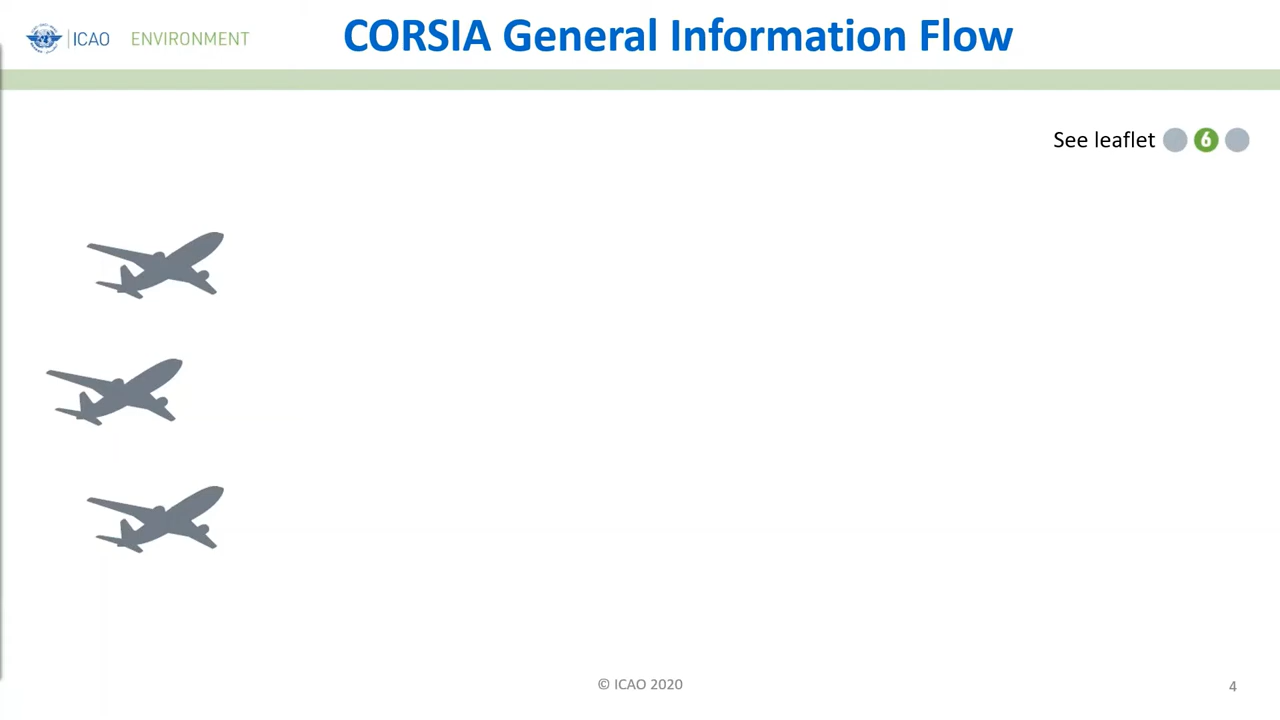 ICAO ENVIRONMENT
CORSIA General Information Flow
See leaflet 6
© ICAO 2020
4